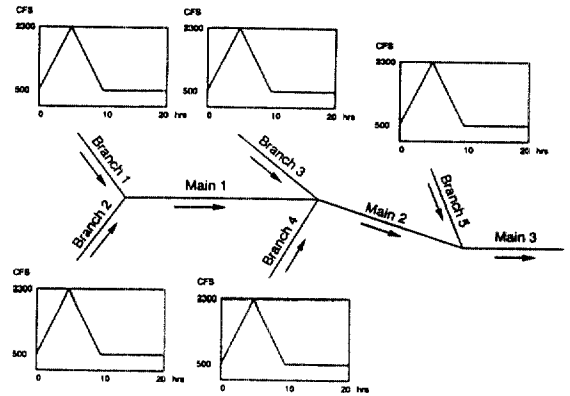 CFS
2300
500
0 10 20 hrs
2300
500
0 10 20 hrs
CFS
2300
500
0 10 20 hrs
Branch 1
Branch 2
Main 1
Branch 3
Branch 4
Main 2
Branch 5
Main 3
CFS
2300
500
0 10 20 hrs
CFS
2300
500
0 10 20 hrs